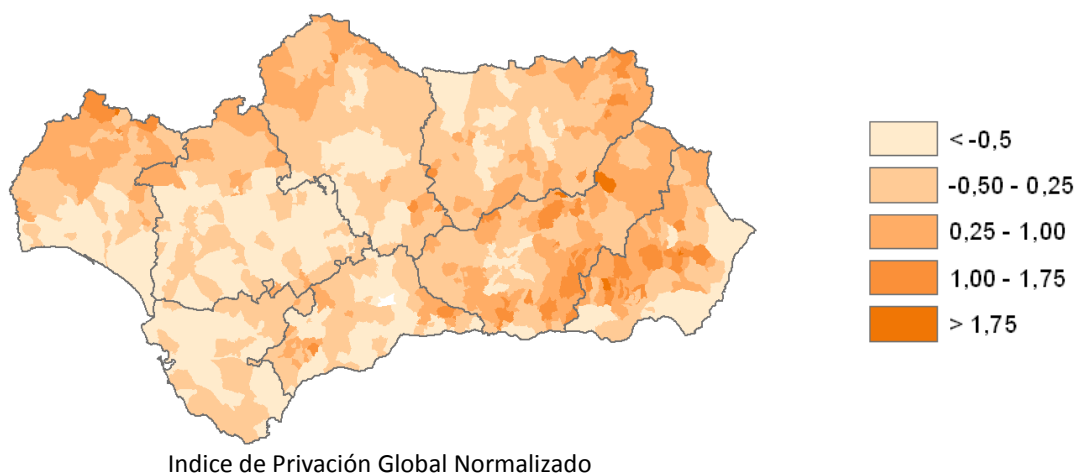 < -0,5
-0,50 - 0,25
0,25 - 1,00
1,00 - 1,75
> 1,75
Indice de Privación Global Normalizado